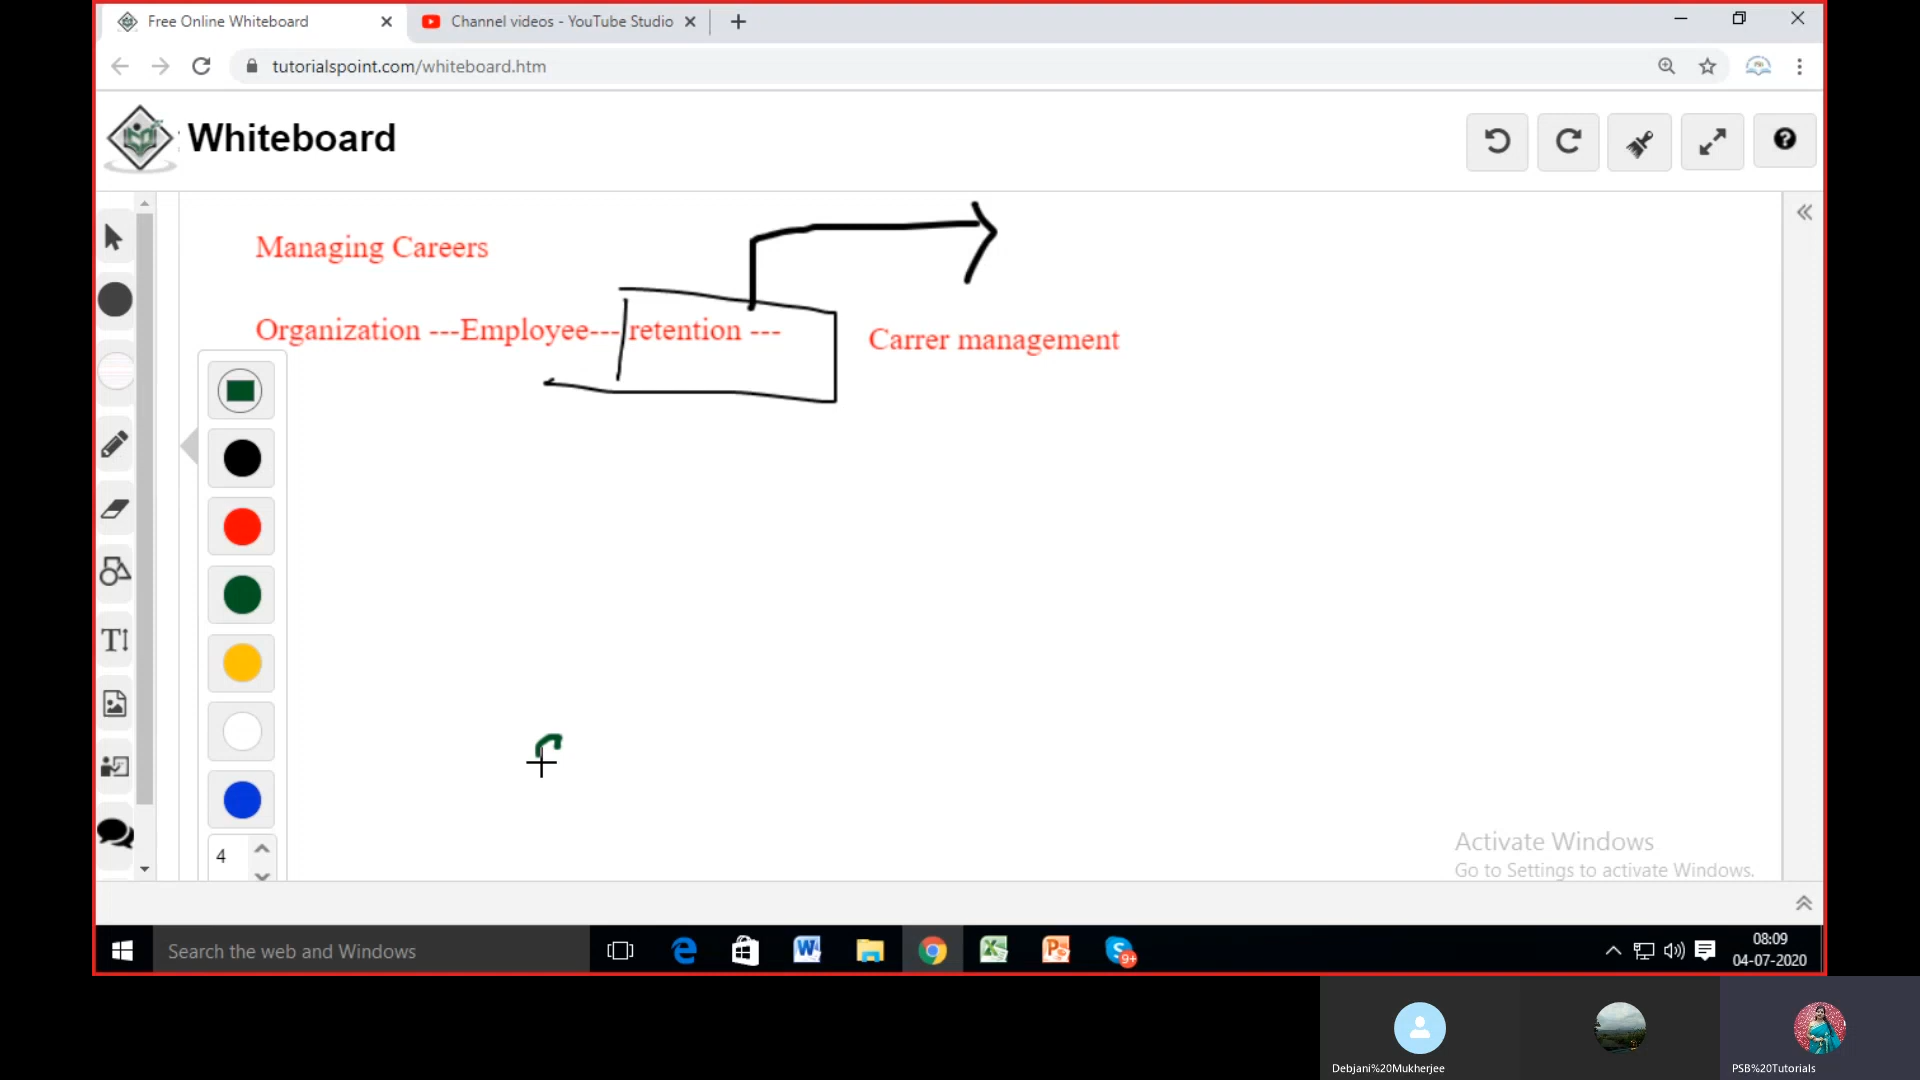 Free Online Whiteboard
Channel videos - YouTube Studio
tutorialspoint.com/whiteboard.htm
Whiteboard
Managing Careers
Organization ---Employee--- retention ---
Carrer management
T
4
Activate Windows
Go to Settings to activate Windows.
Search the web and Windows
9+
08:09
04-07-2020
Debjani%20Mukherjee
PSB%20Tutorials